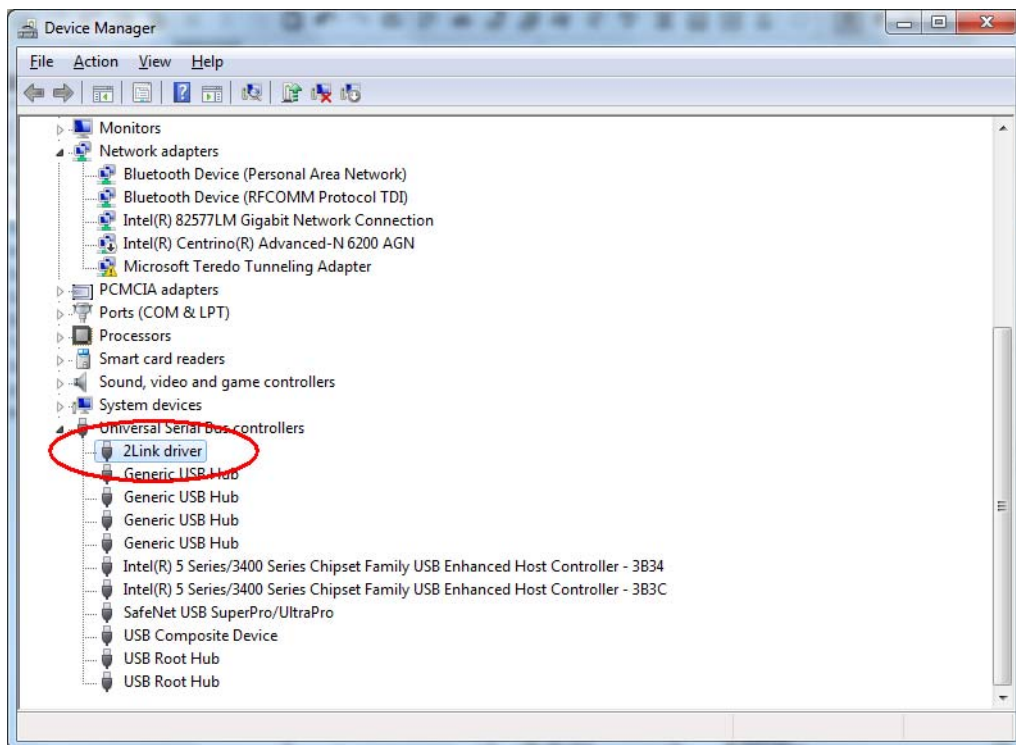 Device Manager
File Action View Help
Monitors
Network adapters
Bluetooth Device (Personal Area Network)
Bluetooth Device (RFCOMM Protocol TDI)
Intel(R) 82577LM Gigabit Network Connection
Intel(R) Centrino(R) Advanced-N 6200 AGN
Microsoft Teredo Tunneling Adapter
PCMCIA adapters
Ports (COM & LPT)
Processors
Smart card readers
Sound, video and game controllers
System devices
Universal Serial Bus controllers
2Link driver
Generic USB Hub
Generic USB Hub
Generic USB Hub
Generic USB Hub
Intel(R) 5 Series/3400 Series Chipset Family USB Enhanced Host Controller - 3B34
Intel(R) 5 Series/3400 Series Chipset Family USB Enhanced Host Controller - 3B3C
SafeNet USB SuperPro/UltraPro
USB Composite Device
USB Root Hub
USB Root Hub